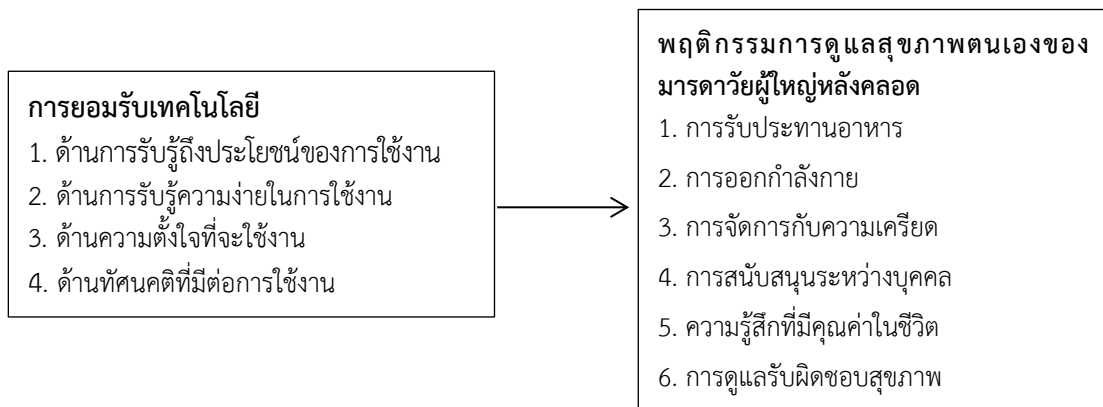 การยอมรับเทคโนโลยี
1. ด้านการรับรู้ถึงประโยชน์ของการใช้งาน
2. ด้านการรับรู้ความง่ายในการใช้งาน
3. ด้านความตั้งใจที่จะใช้งาน
4. ด้านทัศนคติที่มีต่อการใช้งาน
พฤติกรรมการดูแลสุขภาพตนเองของ
มารดาวัยผู้ใหญ่หลังคลอด
1. การรับประทานอาหาร
2. การออกกำลังกาย
3. การจัดการกับความเครียด
4. การสนับสนุนระหว่างบุคคล
5. ความรู้สึกที่มีคุณค่าในชีวิต
6. การดูแลรับผิดชอบสุขภาพ